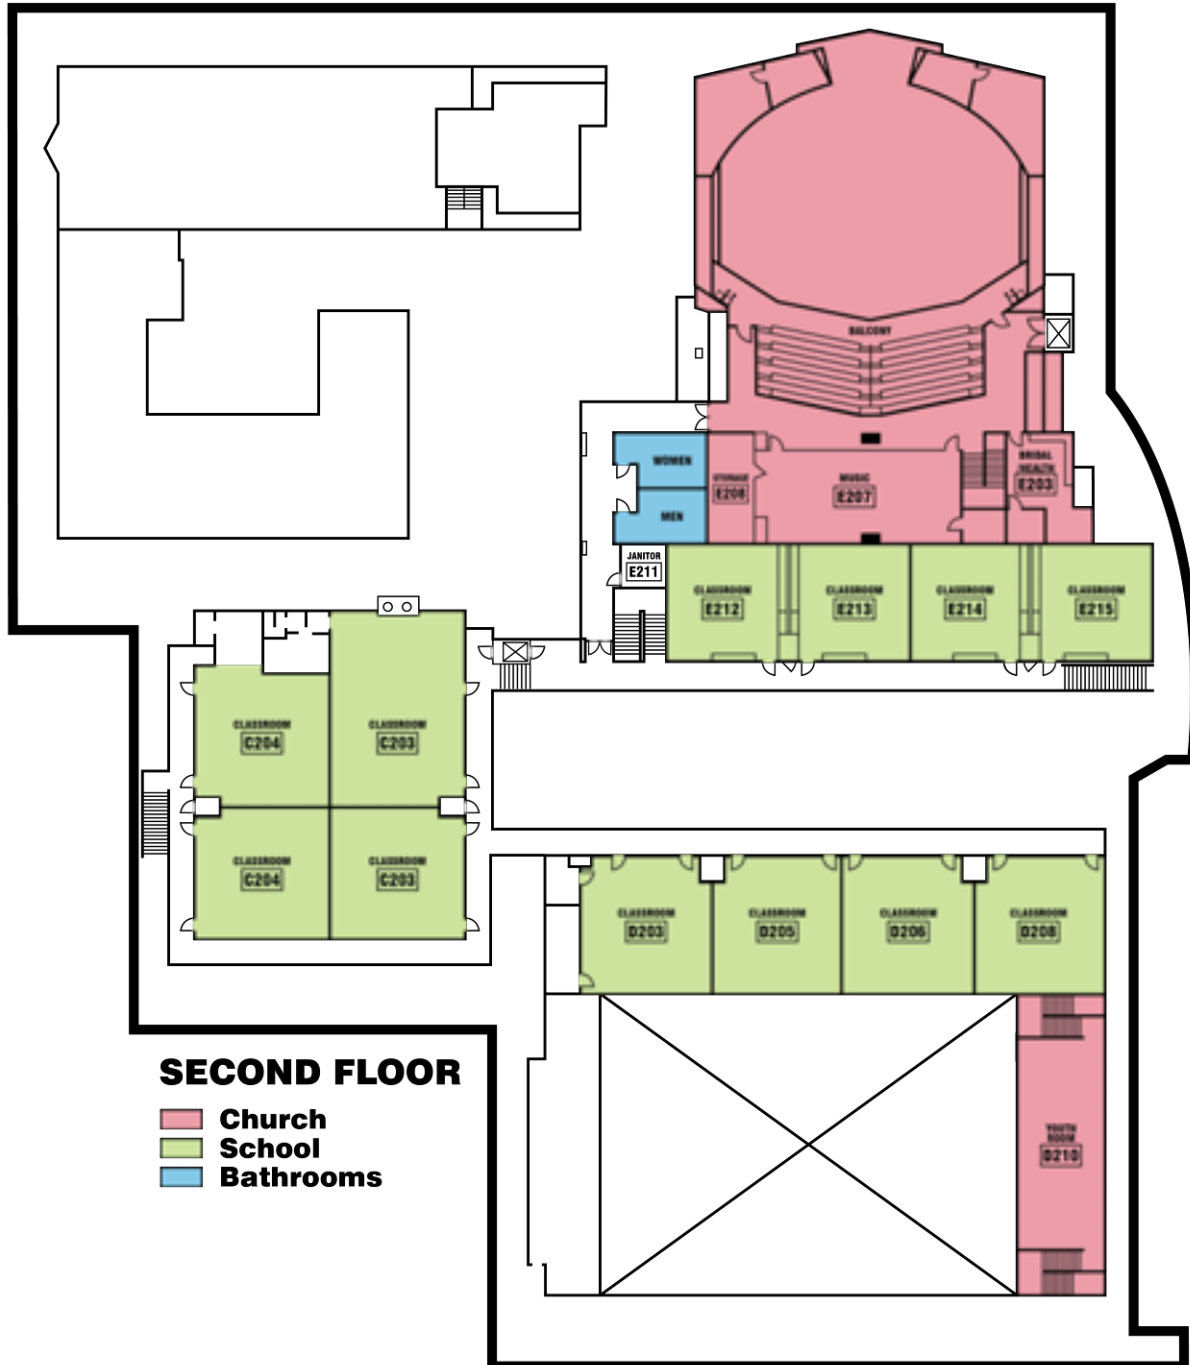 BALCONY
WOMEN
MEN
STORAGE
E208
MUSIC
E207
BRIDAL
HEALTH
E203
JANITOR
E211
CLASSROOM
E212
CLASSROOM
E213
CLASSROOM
E214
CLASSROOM
E215
CLASSROOM
C204
CLASSROOM
C203
CLASSROOM
C204
CLASSROOM
C203
CLASSROOM
D203
CLASSROOM
D205
CLASSROOM
D206
CLASSROOM
D208
YOUTH
ROOM
D210
SECOND FLOOR
Church
School
Bathrooms